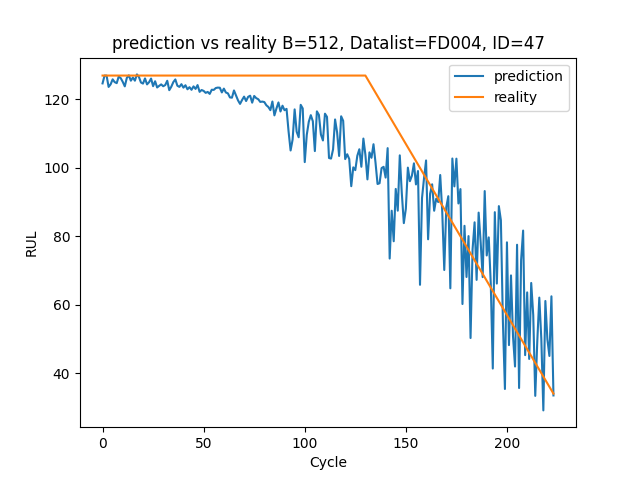 prediction vs reality B=512, Datalist=FD004, ID=47
prediction
reality
RUL
120
100
80
60
40
0 50 100 150 200
Cycle